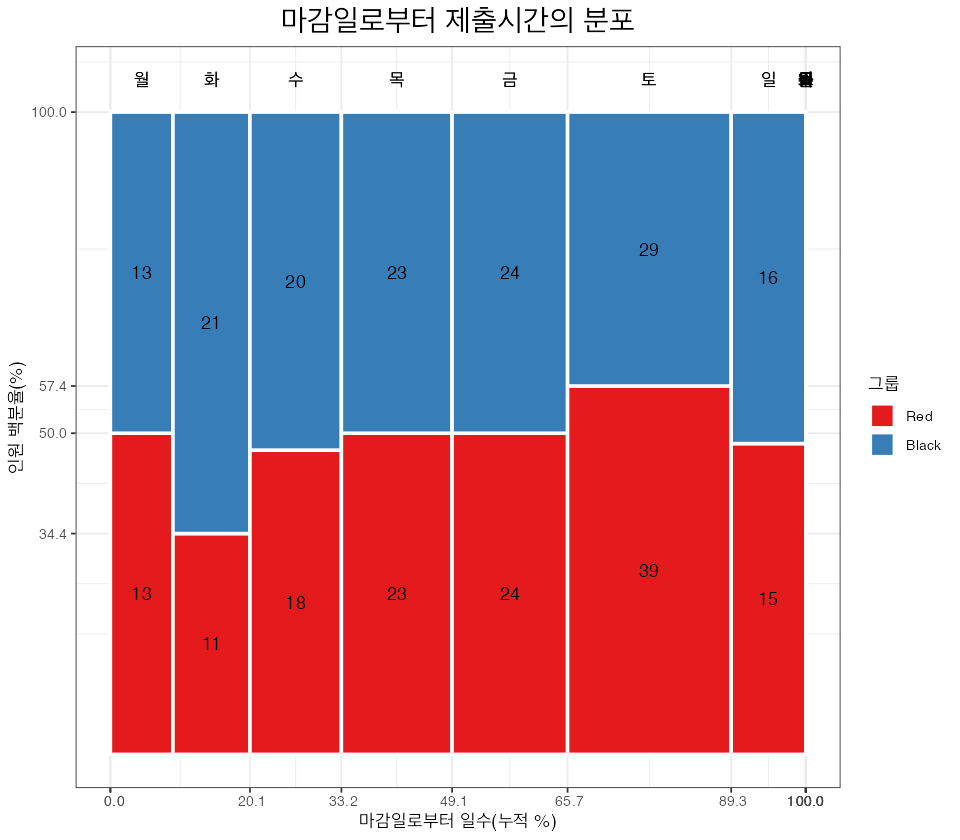 마감일로부터 제출시간의 분포
월 화 수 목 금 토 일
100.0
57.4
50.0
34.4
인원 백분율(%)
13 21 20 23 24 29 16
13 11 18 23 24 39 15
0.0 20.1 33.2 49.1 65.7 89.3 100.0
마감일로부터 일수(누적 %)
그룹
Red
Black